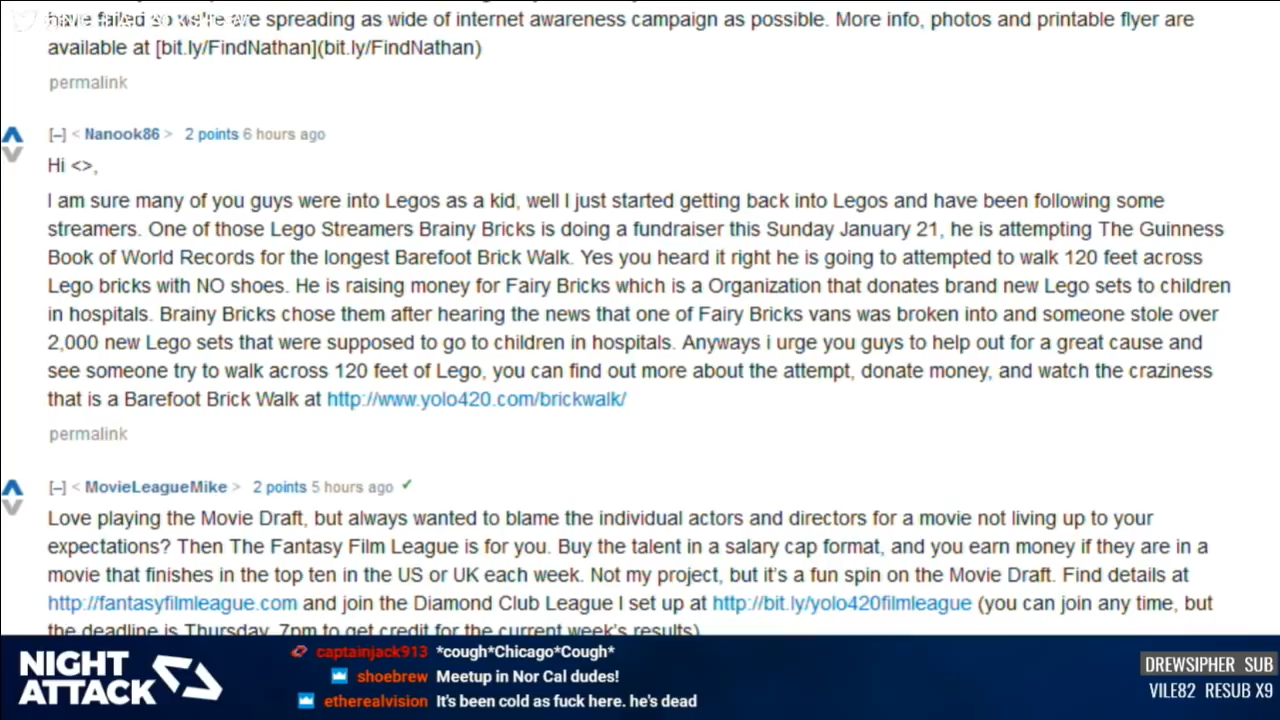 have filed so we are spreading as wide of internet awareness campaign as possible. More info, photos and printable flyer are
available at [bit.ly/FindNathan](bit.ly/FindNathan)
permalink
[–] < Nanook86 > 2 points 6 hours ago
Hi <>,
I am sure many of you guys were into Legos as a kid, well I just started getting back into Legos and have been following some
streamers. One of those Lego Streamers Brainy Bricks is doing a fundraiser this Sunday January 21, he is attempting The Guinness
Book of World Records for the longest Barefoot Brick Walk. Yes you heard it right he is going to attempted to walk 120 feet across
Lego bricks with NO shoes. He is raising money for Fairy Bricks which is a Organization that donates brand new Lego sets to children
in hospitals. Brainy Bricks chose them after hearing the news that one of Fairy Bricks vans was broken into and someone stole over
2,000 new Lego sets that were supposed to go to children in hospitals. Anyways i urge you guys to help out for a great cause and
see someone try to walk across 120 feet of Lego, you can find out more about the attempt, donate money, and watch the craziness
that is a Barefoot Brick Walk at http://www.yolo420.com/brickwalk/
permalink
[–] < MovieLeagueMike > 2 points 5 hours ago ✓
Love playing the Movie Draft, but always wanted to blame the individual actors and directors for a movie not living up to your
expectations? Then The Fantasy Film League is for you. Buy the talent in a salary cap format, and you earn money if they are in a
movie that finishes in the top ten in the US or UK each week. Not my project, but it's a fun spin on the Movie Draft. Find details at
http://fantasyfilmleague.com and join the Diamond Club League I set up at http://bit.ly/yolo420filmleague (you can join any time, but
the deadline is Thursday, 7pm to get credit for the current week's results)
NIGHT
ATTACK
captainjack913 *cough*Chicago*Cough*
shoebrew Meetup in Nor Cal dudes!
etherealvision It's been cold as fuck here. he's dead
DREWSIPHER SUB
VILE82 RESUB X9